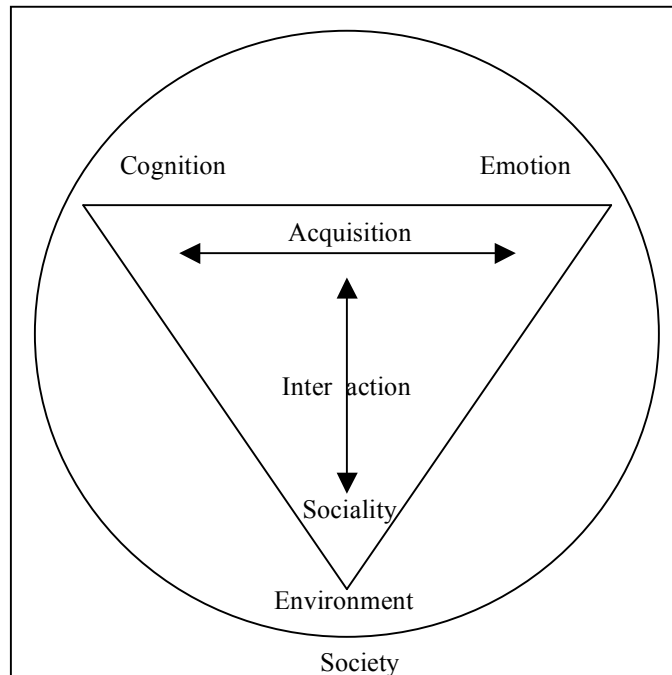 Cognition Emotion
Acquisition
Inter action
Sociality
Environment
Society